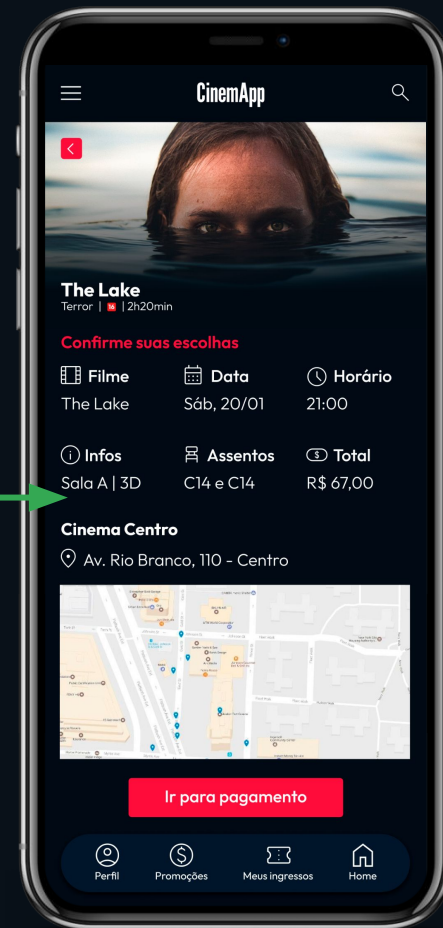 CinemApp
The Lake
Terror | 16 | 2h20min
Confirme suas escolhas
Filme Data Horário
The Lake Sáb, 20/01 21:00
Infos Assentos Total
Sala A | 3D C14 e C14 R$ 67,00
Cinema Centro
Av. Rio Branco, 110 - Centro
Ir para pagamento
Perfil Promoções Meus ingressos Home